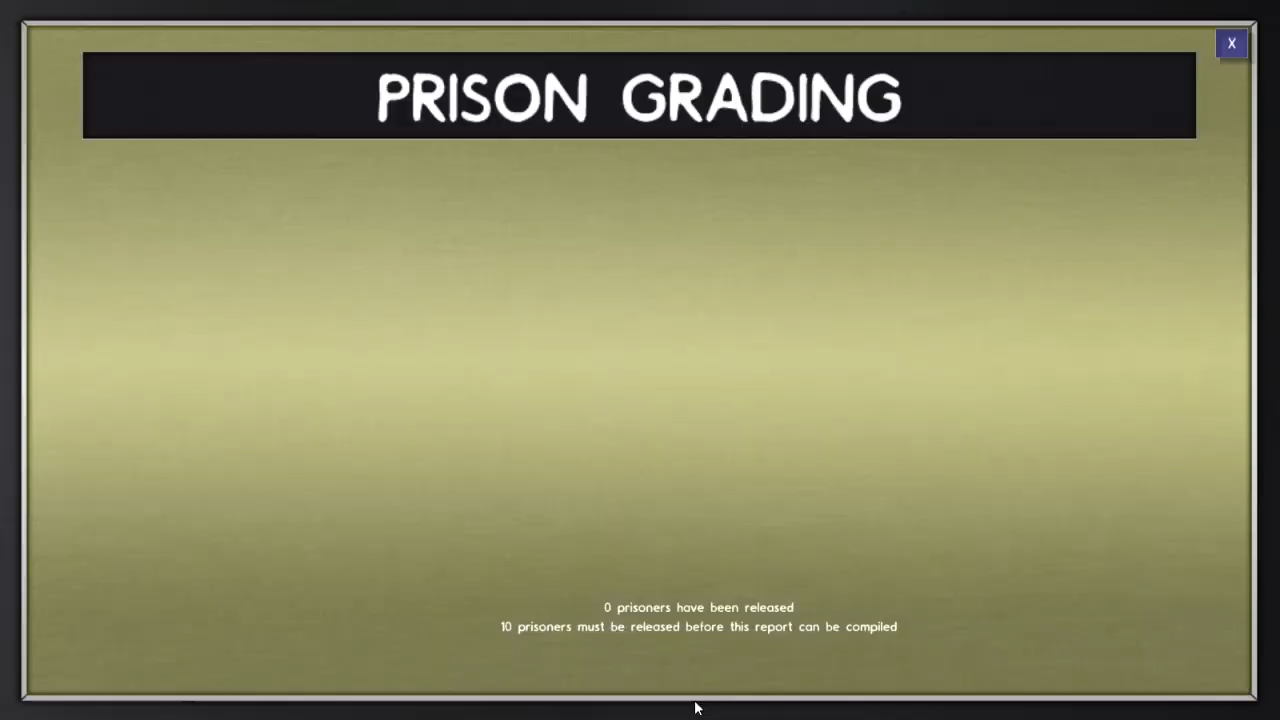 X
PRISON GRADING
0 prisoners have been released
10 prisoners must be released before this report can be compiled